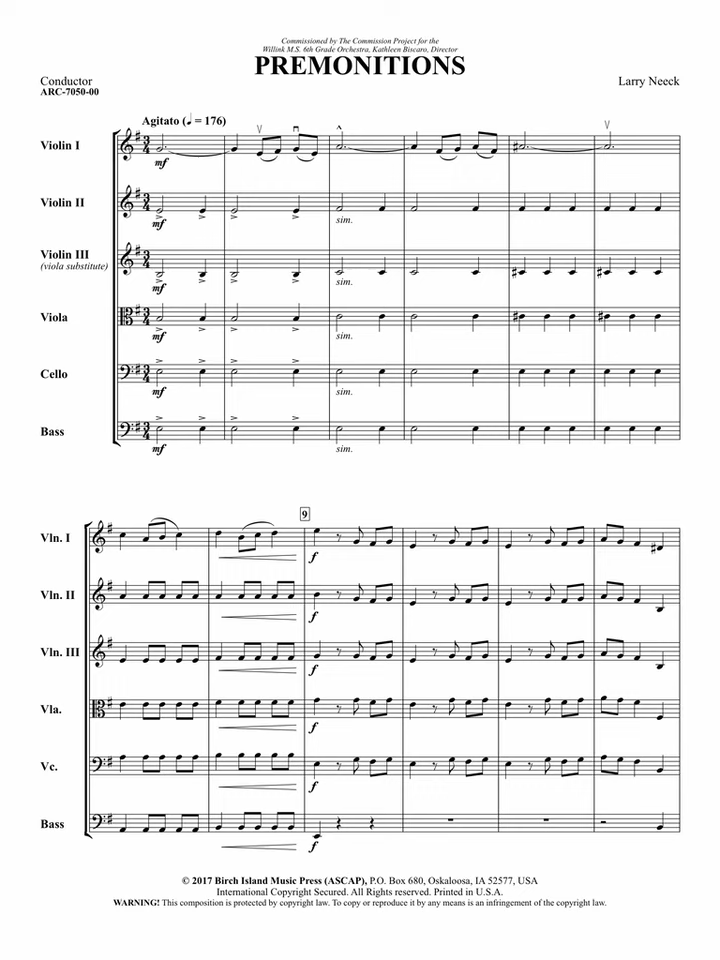 Commissioned by The Commission Project for the
Willink M.S. 6th Grade Orchestra, Kathleen Biscaro, Director
PREMONITIONS
Conductor
ARC-7050-00
Larry Neeck
Agitato (♩ = 176)
Violin I
mf
Violin II
mf
sim.
Violin III
(viola substitute)
mf
sim.
Viola
mf
sim.
Cello
mf
sim.
Bass
mf
sim.
9
Vln. I
f
Vln. II
f
Vln. III
f
Vla.
f
Vc.
f
Bass
f
© 2017 Birch Island Music Press (ASCAP), P.O. Box 680, Oskaloosa, IA 52577, USA
International Copyright Secured. All Rights reserved. Printed in U.S.A.
WARNING! This composition is protected by copyright law. To copy or reproduce it by any means is an infringement of the copyright law.